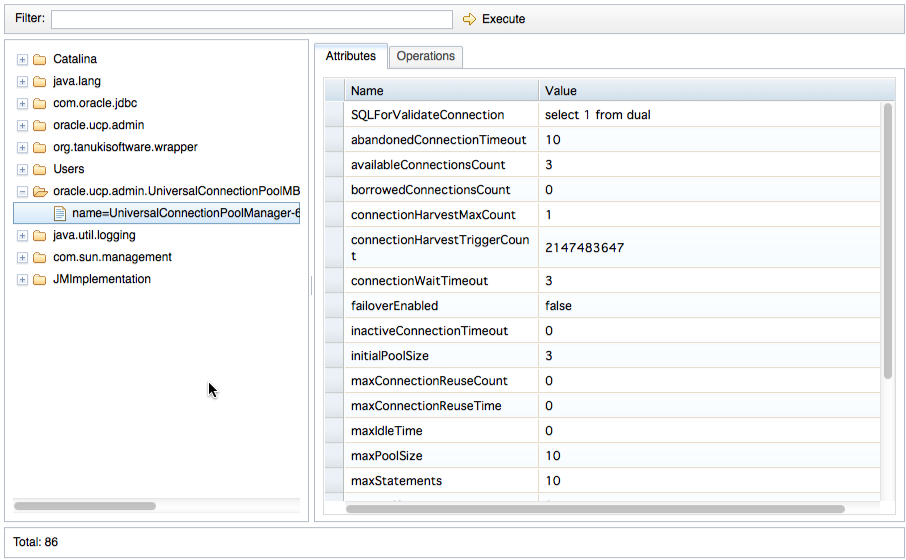 Filter: Execute
Catalina
java.lang
com.oracle.jdbc
oracle.ucp.admin
org.tanukisoftware.wrapper
Users
oracle.ucp.admin.UniversalConnectionPoolMB
name=UniversalConnectionPoolManager-6
java.util.logging
com.sun.management
JMImplementation
Attributes Operations
Name Value
SQLForValidateConnection select 1 from dual
abandonedConnectionTimeout 10
availableConnectionsCount 3
borrowedConnectionsCount 0
connectionHarvestMaxCount 1
connectionHarvestTriggerCoun
t 2147483647
connectionWaitTimeout 3
failoverEnabled false
inactiveConnectionTimeout 0
initialPoolSize 3
maxConnectionReuseCount 0
maxConnectionReuseTime 0
maxIdleTime 0
maxPoolSize 10
maxStatements 10
Total: 86